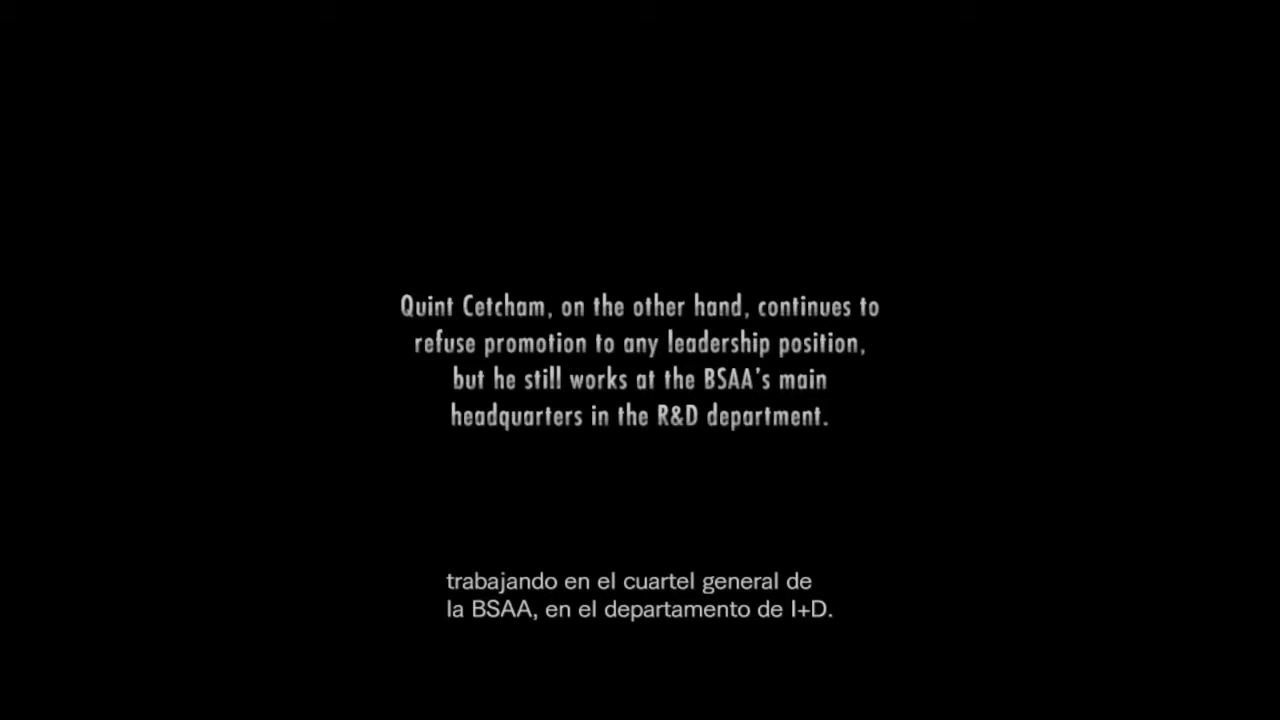 Quint Cetcham, on the other hand, continues to
refuse promotion to any leadership position,
but he still works at the BSAA's main
headquarters in the R&D department.
trabajando en el cuartel general de
la BSAA, en el departamento de I+D.